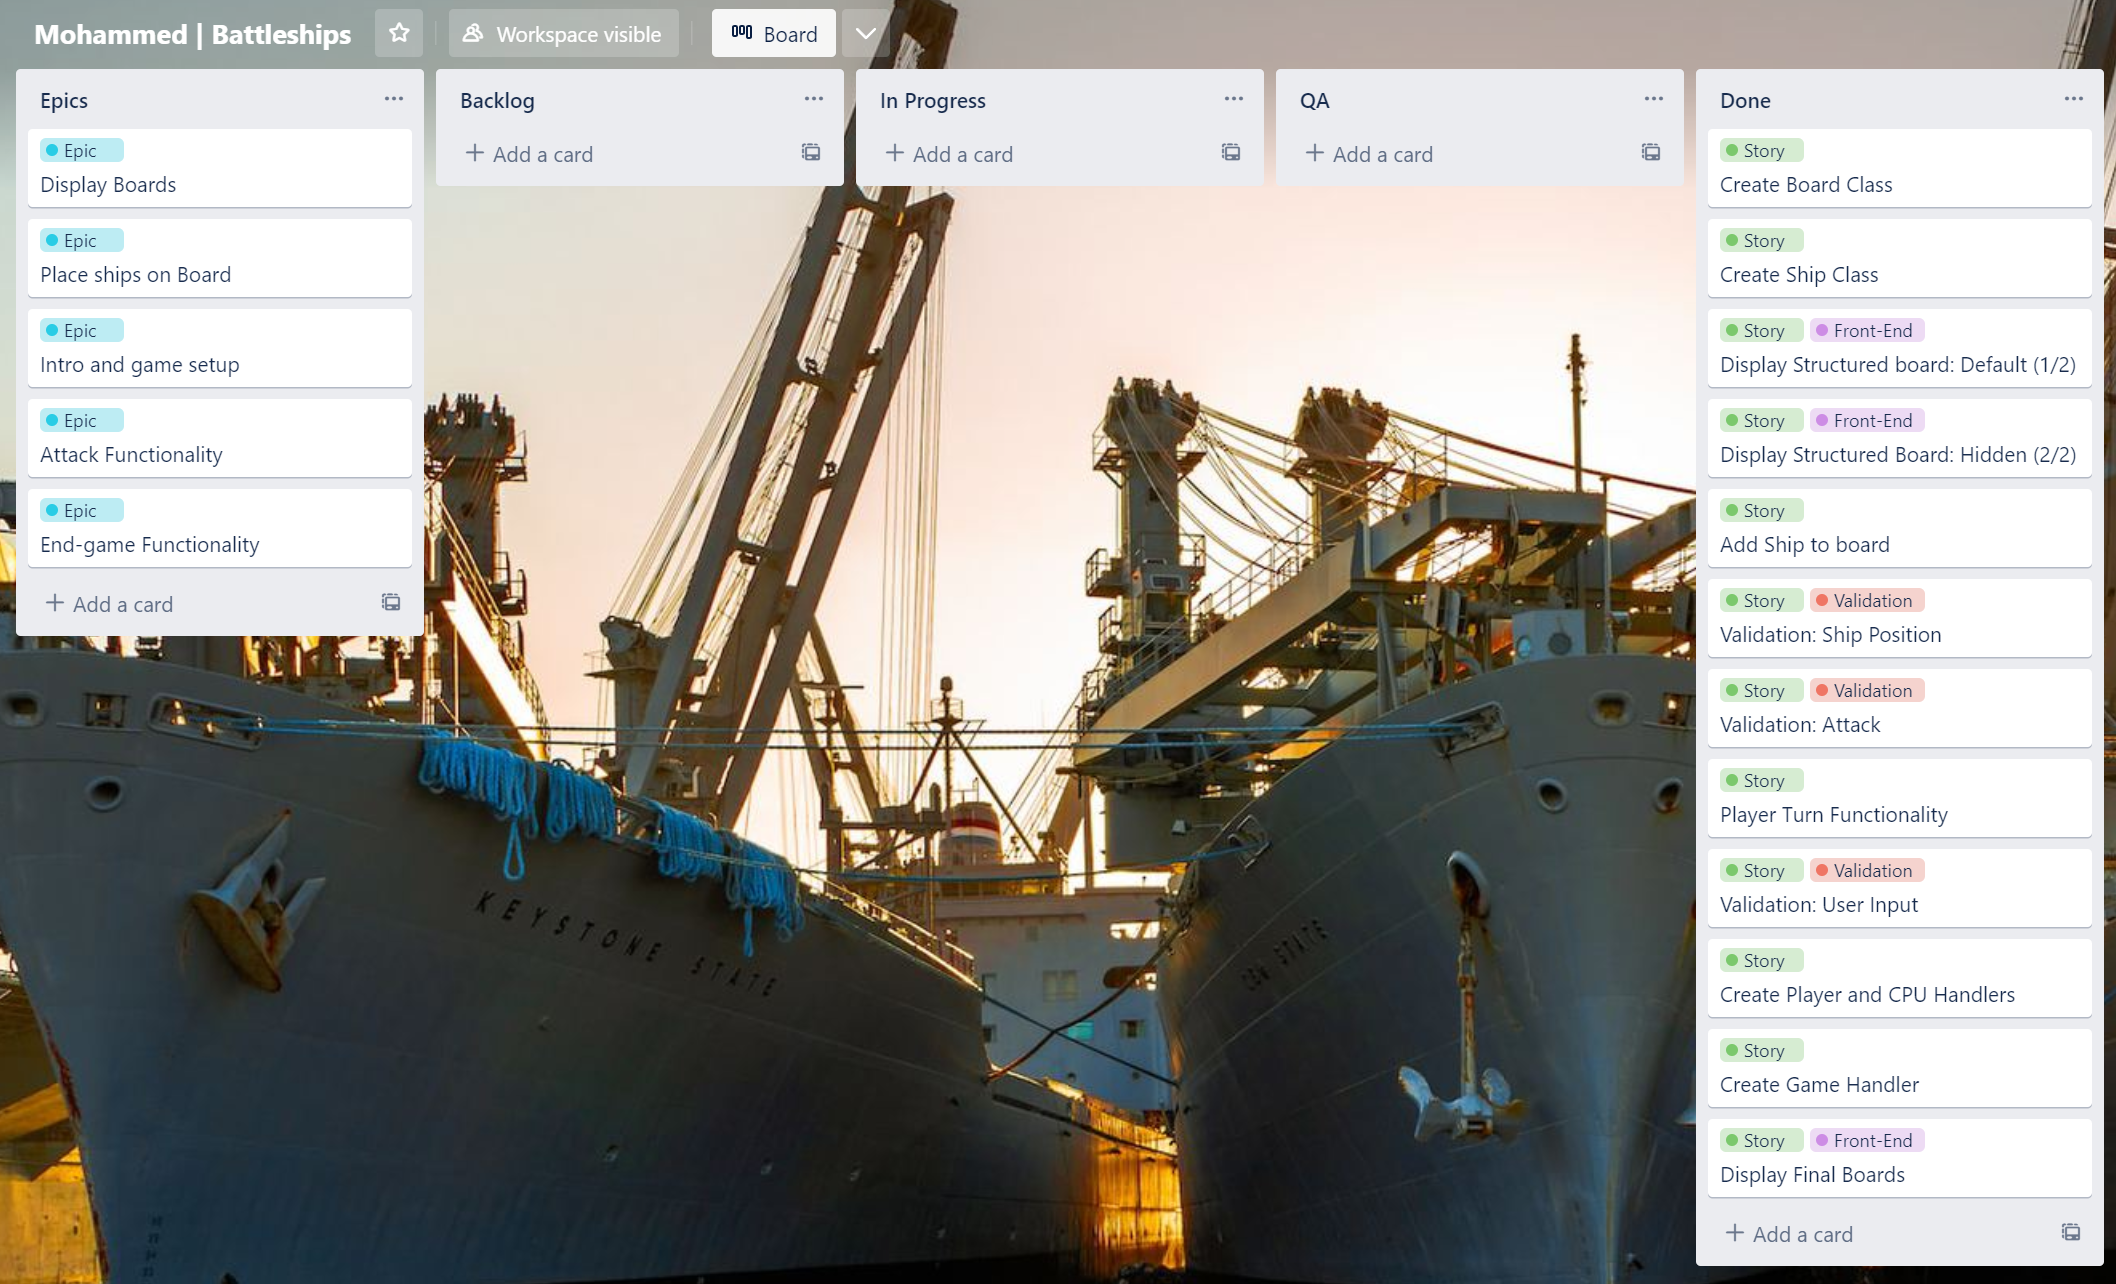 Mohammed | Battleships
Workspace visible
Board
Epics
Epic
Display Boards
Epic
Place ships on Board
Epic
Intro and game setup
Epic
Attack Functionality
Epic
End-game Functionality
Add a card
Backlog
Add a card
In Progress
Add a card
QA
Add a card
Done
Story
Create Board Class
Story
Create Ship Class
Story Front-End
Display Structured board: Default (1/2)
Story Front-End
Display Structured Board: Hidden (2/2)
Story
Add Ship to board
Story Validation
Validation: Ship Position
Story Validation
Validation: Attack
Story
Player Turn Functionality
Story Validation
Validation: User Input
Story
Create Player and CPU Handlers
Story
Create Game Handler
Story Front-End
Display Final Boards
Add a card
KEYSTONE STATE
STATE